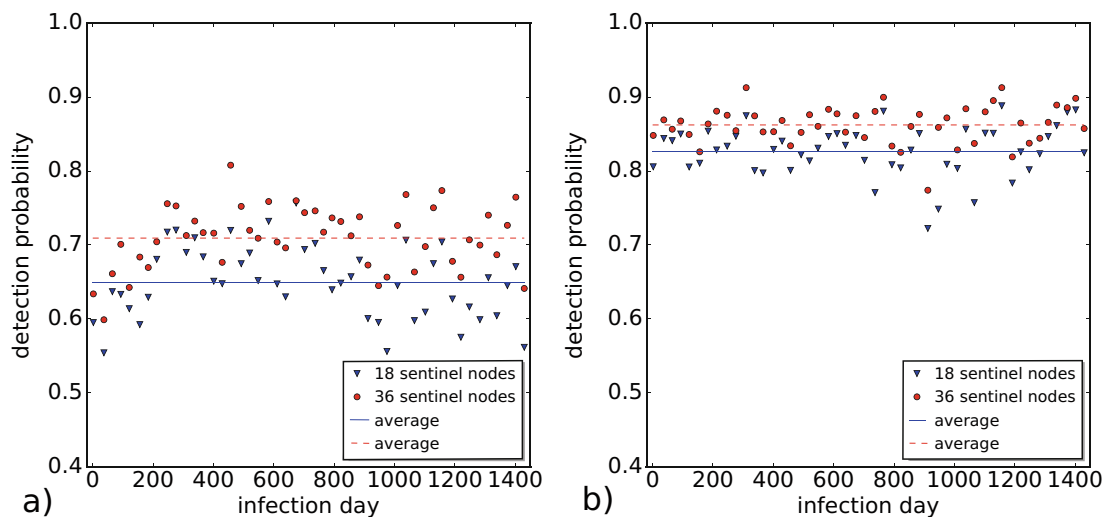 1.0
0.9
0.8
0.7
0.6
0.5
0.4
detection probability
0 200 400 600 800 1000 1200 1400
infection day
18 sentinel nodes
36 sentinel nodes
average
average
a)
1.0
0.9
0.8
0.7
0.6
0.5
0.4
detection probability
0 200 400 600 800 1000 1200 1400
infection day
18 sentinel nodes
36 sentinel nodes
average
average
b)